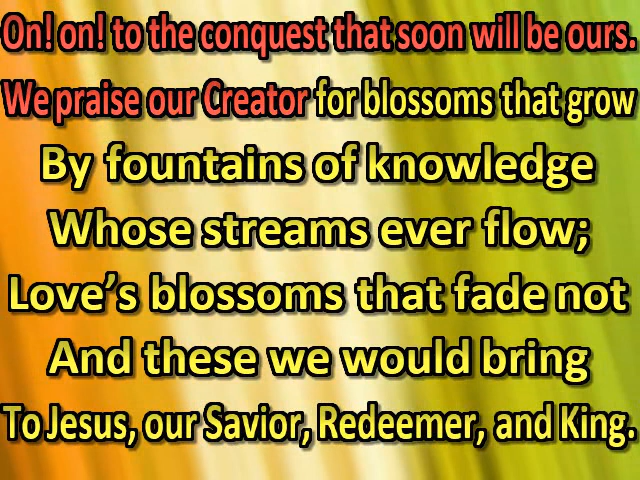 On! on! to the conquest that soon will be ours.
We praise our Creator for blossoms that grow
By fountains of knowledge
Whose streams ever flow;
Love’s blossoms that fade not
And these we would bring
To Jesus, our Savior, Redeemer, and King.